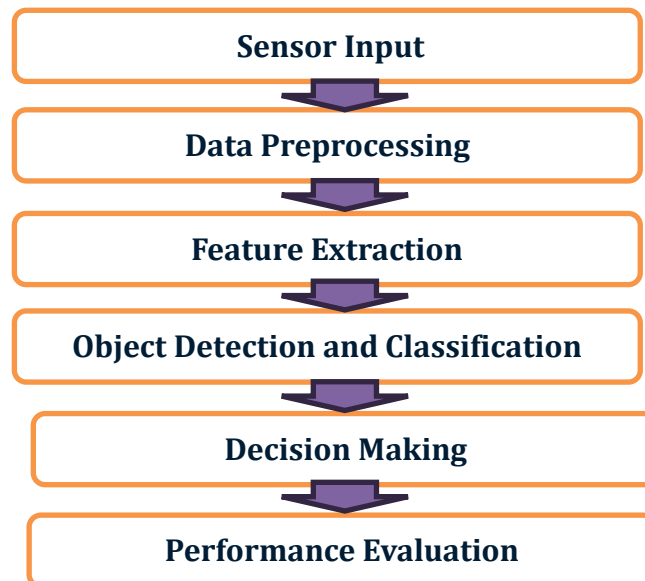 Sensor Input
Data Preprocessing
Feature Extraction
Object Detection and Classification
Decision Making
Performance Evaluation